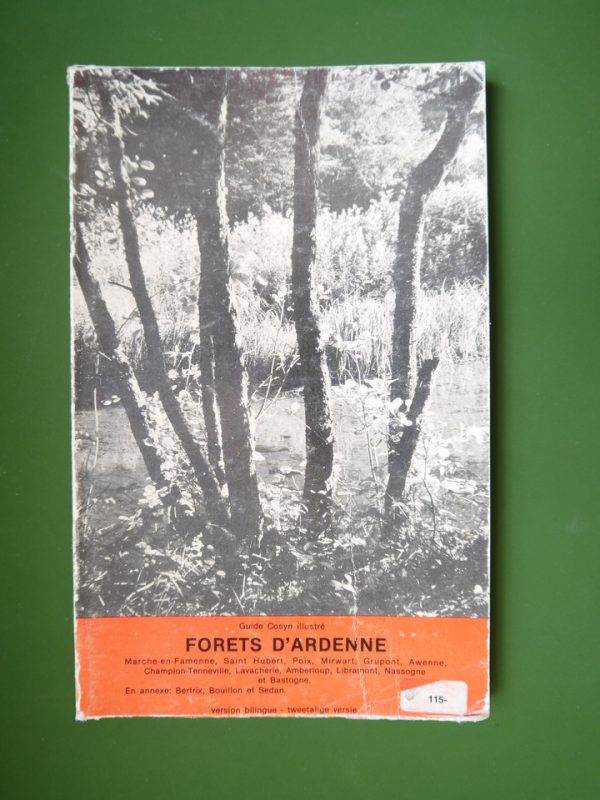 Guide Cosyn illustré
FORETS D'ARDENNE
Marche-en-Famenne, Saint Hubert, Poix, Mirwart, Grupont, Awenne,
Champlon-Tenneville, Lavacherie, Amberloup, Libramont, Nassogne
et Bastogne.
En annexe: Bertrix, Bouillon et Sedan.
115-
version bilingue - tweetalige versie